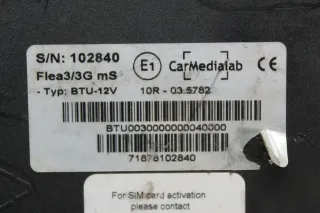 S/N: 102840
Flea3/3G mS
E1
CarMedialab
CE
- Typ: BTU-12V
10R - 03 5782
BTU0030000000040000
71878102840
For SIM card activation
please contact